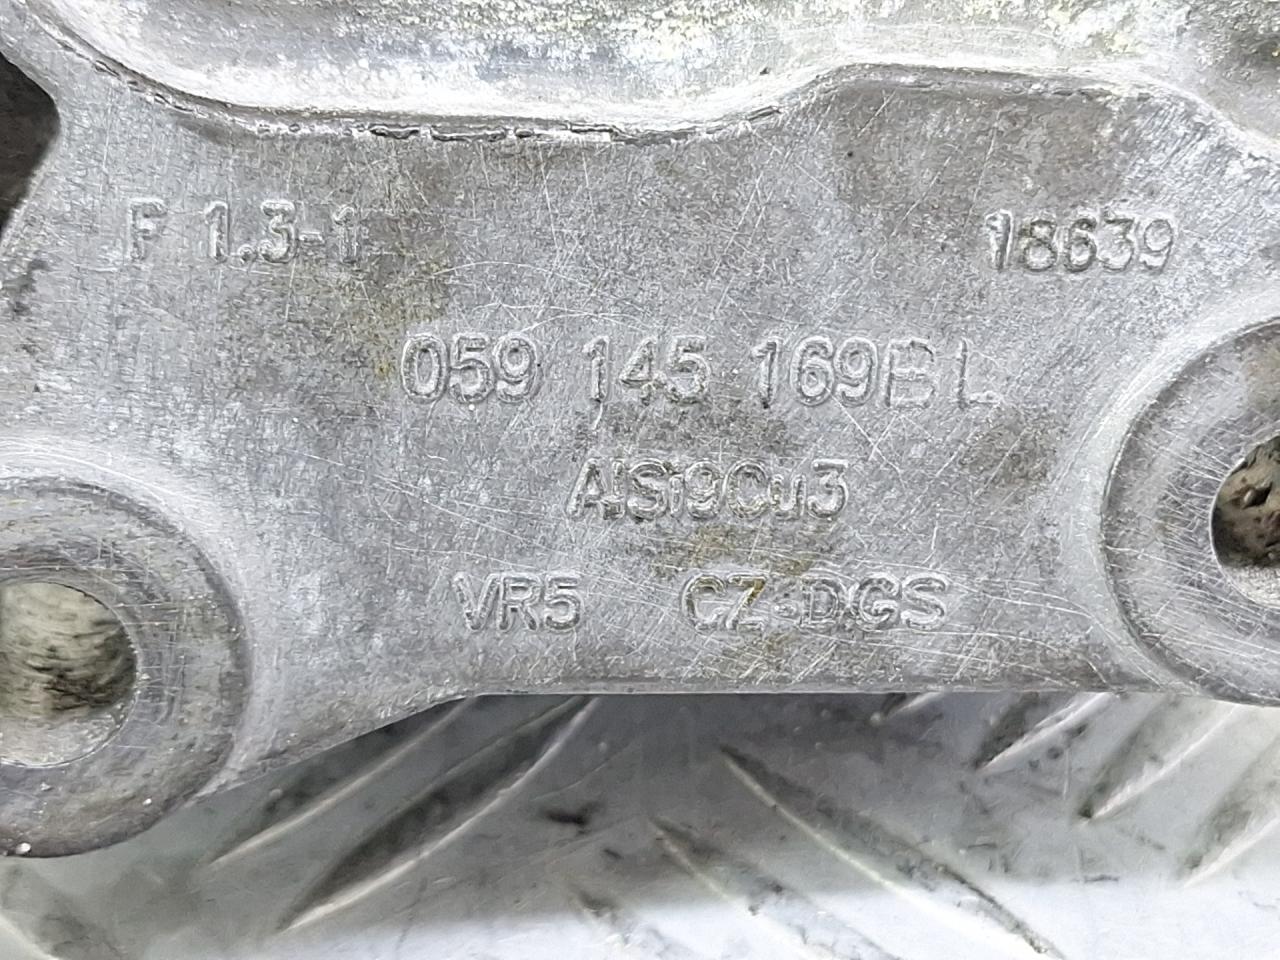 F 1.3-1 18639
059 145 169BL
AlSi9Cu3
VR5 CZ-DGS